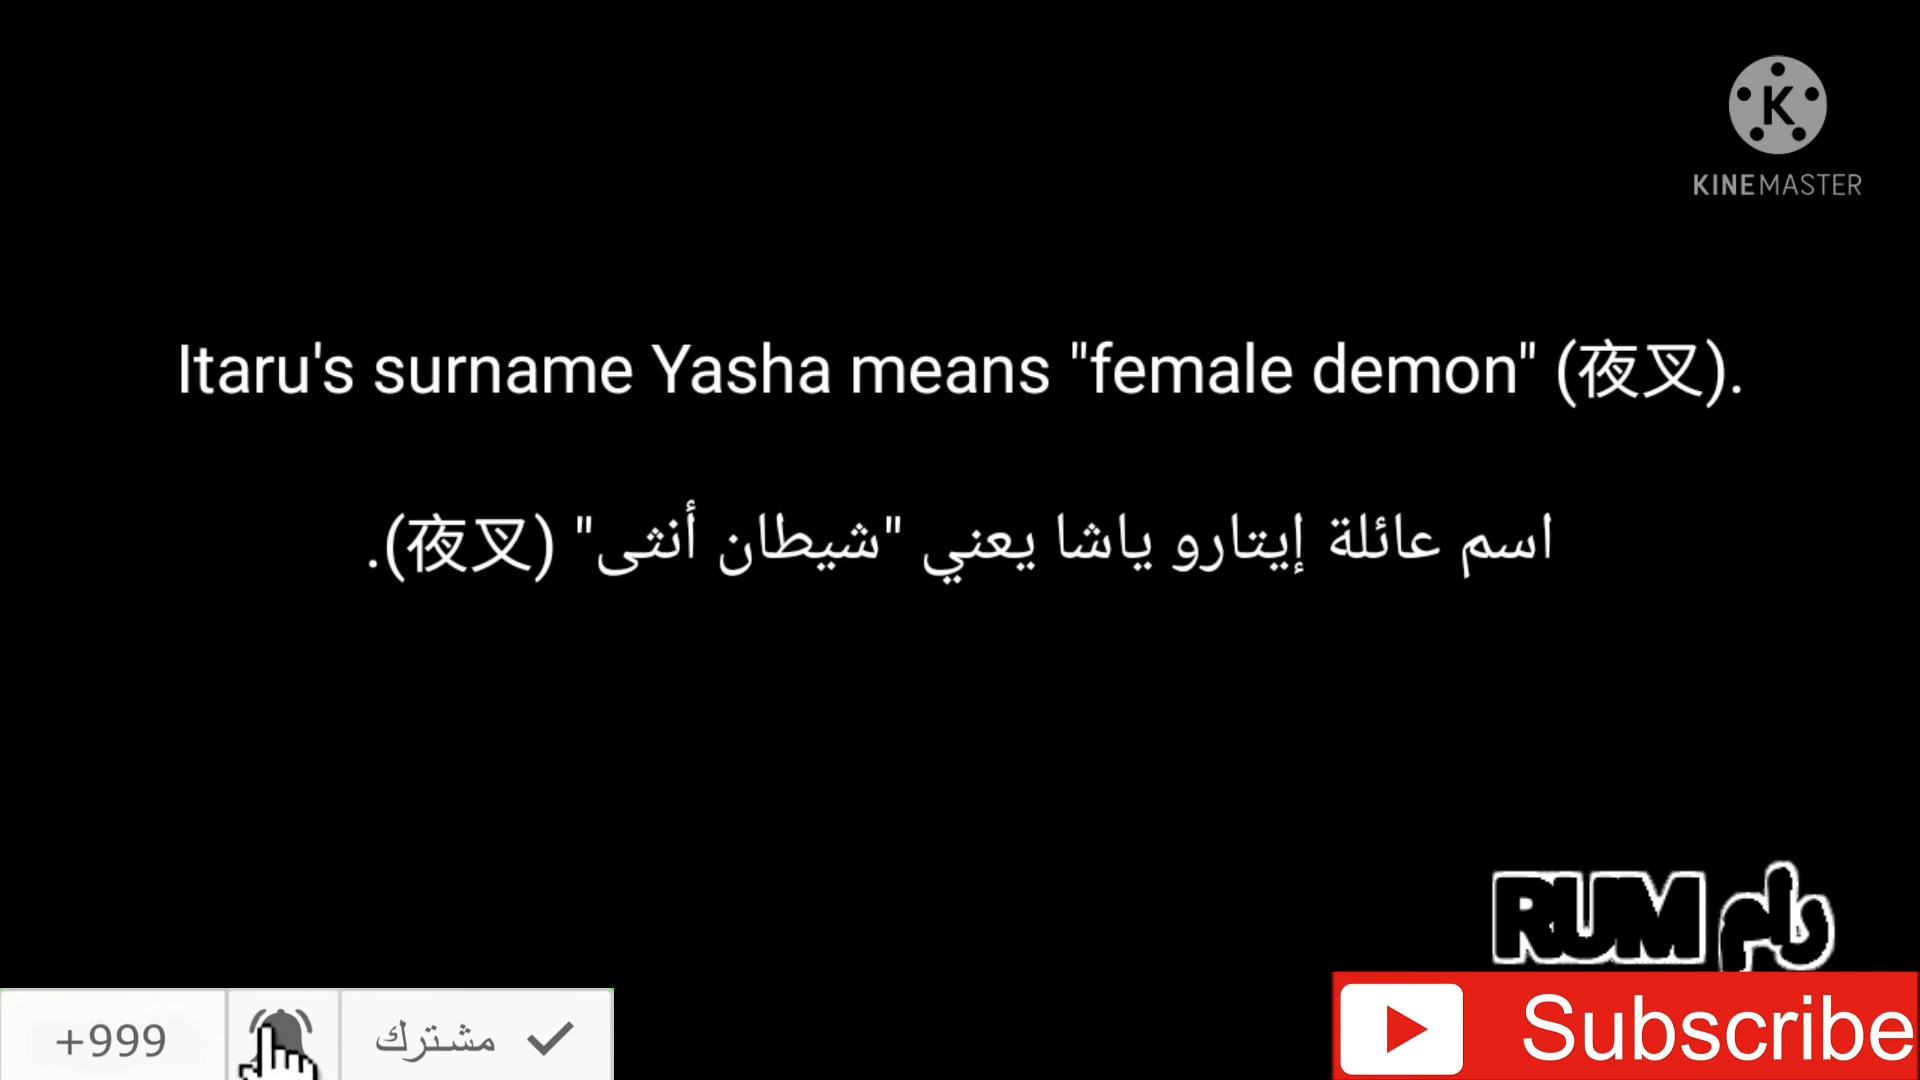 KINEMASTER
Itaru's surname Yasha means "female demon" (夜叉).
اسم عائلة إيتارو ياشا يعني "شيطان أنثى" (夜叉).
RUM رام
+999 مشترك
Subscribe